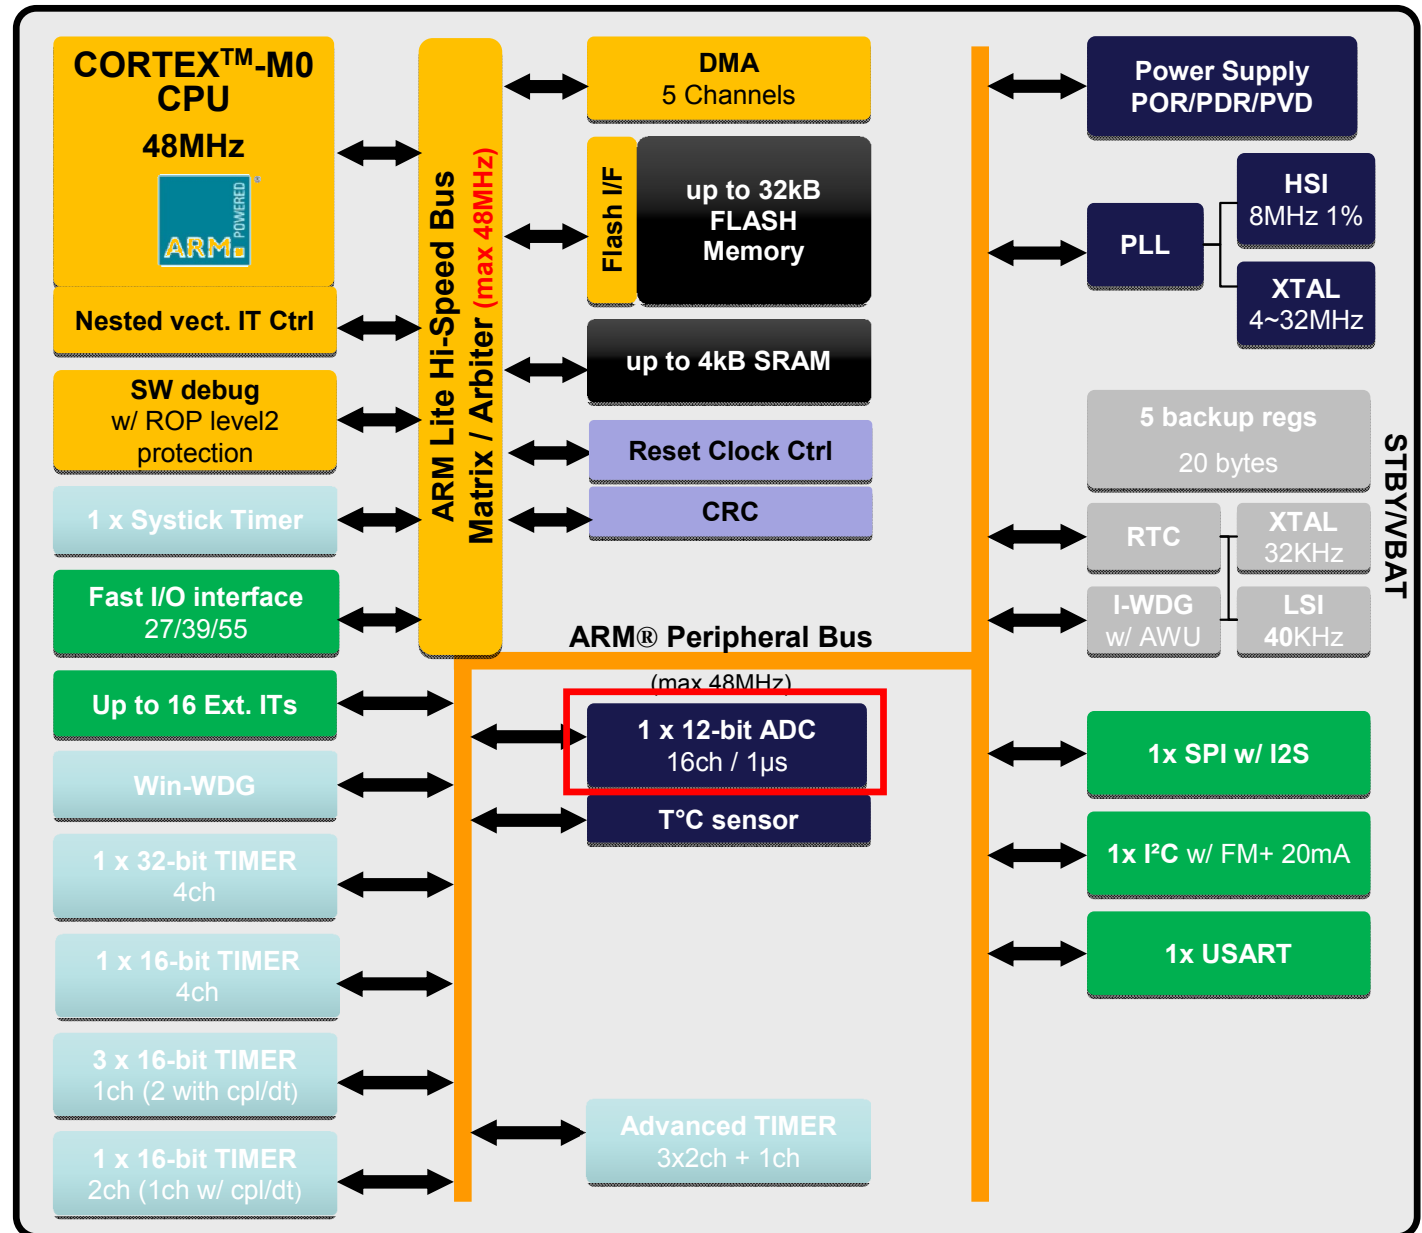 CORTEX™-M0
CPU
48MHz
ARM® POWERED
Nested vect. IT Ctrl
SW debug
w/ ROP level2
protection
1 x Systick Timer
Fast I/O interface
27/39/55
Up to 16 Ext. ITs
Win-WDG
1 x 32-bit TIMER
4ch
1 x 16-bit TIMER
4ch
3 x 16-bit TIMER
1ch (2 with cpl/dt)
1 x 16-bit TIMER
2ch (1ch w/ cpl/dt)
ARM Lite Hi-Speed Bus
Matrix / Arbiter (max 48MHz)
DMA
5 Channels
Flash I/F
up to 32kB
FLASH
Memory
up to 4kB SRAM
Reset Clock Ctrl
CRC
ARM® Peripheral Bus
(max 48MHz)
1 x 12-bit ADC
16ch / 1µs
T°C sensor
Advanced TIMER
3x2ch + 1ch
Power Supply
POR/PDR/PVD
PLL
HSI
8MHz 1%
XTAL
4~32MHz
5 backup regs
20 bytes
RTC
XTAL
32KHz
I-WDG
w/ AWU
LSI
40KHz
STBY/VBAT
1x SPI w/ I2S
1x I²C w/ FM+ 20mA
1x USART